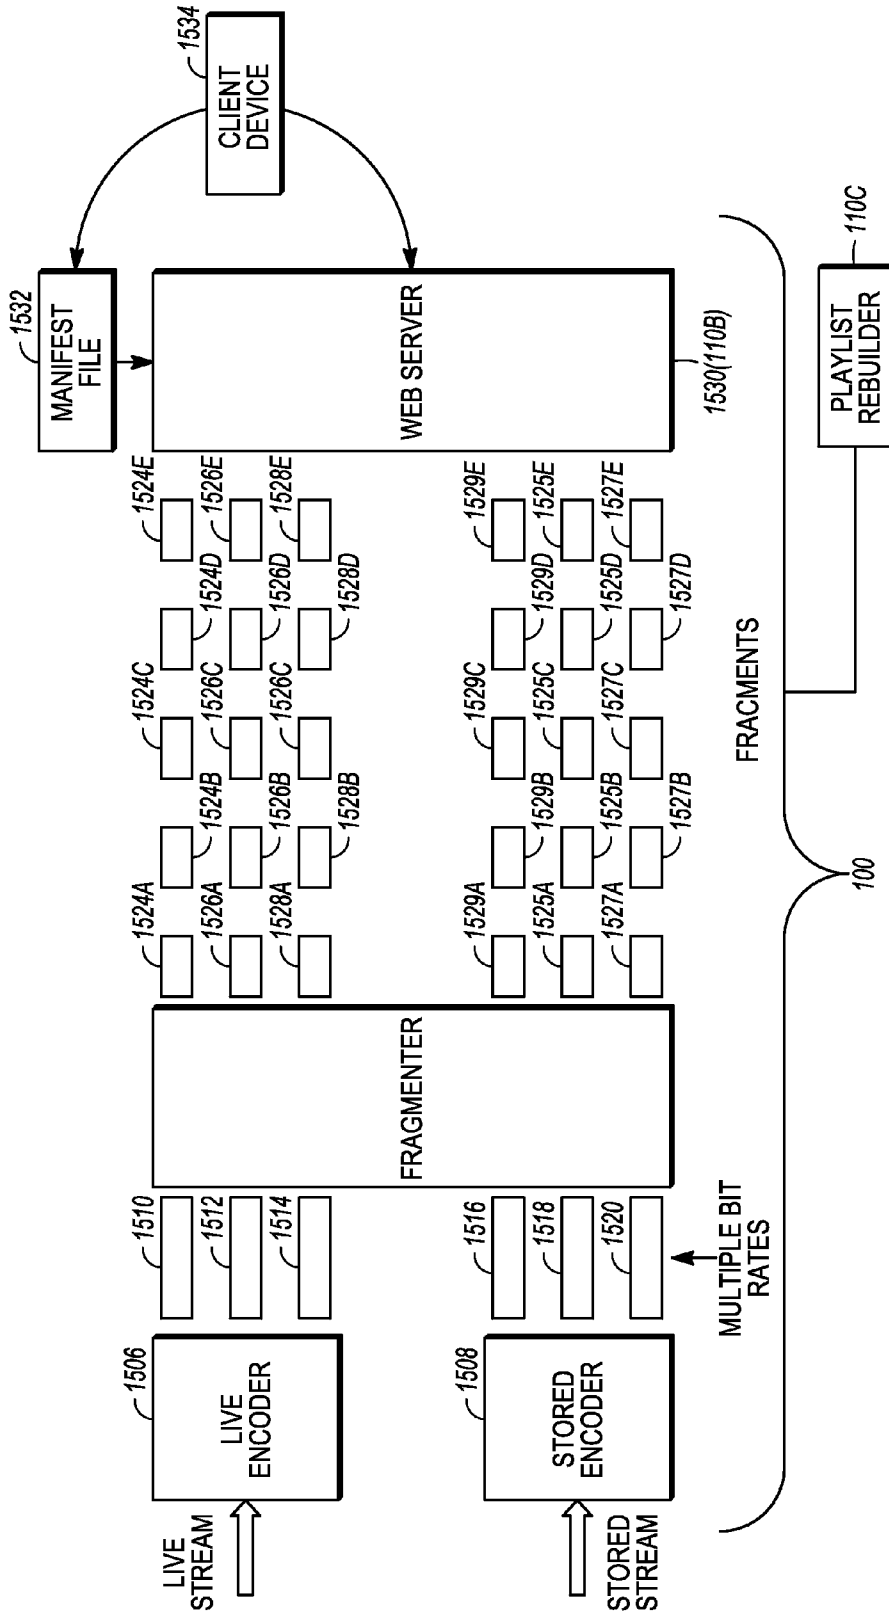 LIVE
STREAM
1506
LIVE
ENCODER
1510
1512
1514
STORED
STREAM
1508
STORED
ENCODER
1516
1518
1520
MULTIPLE BIT
RATES
FRAGMENTER
1524A
1524B
1524C
1524D
1524E
1526A
1526B
1526C
1526D
1526E
1528A
1528B
1526C
1528D
1528E
1529A
1529B
1529C
1529D
1529E
1525A
1525B
1525C
1525D
1525E
1527A
1527B
1527C
1527D
1527E
FRACMENTS
1532
MANIFEST
FILE
WEB SERVER
1530(110B)
1534
CLIENT
DEVICE
100
110C
PLAYLIST
REBUILDER